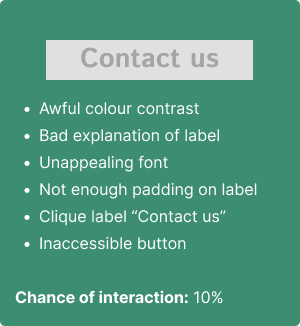 Contact us
• Awful colour contrast
• Bad explanation of label
• Unappealing font
• Not enough padding on label
• Clique label “Contact us”
• Inaccessible button
Chance of interaction: 10%